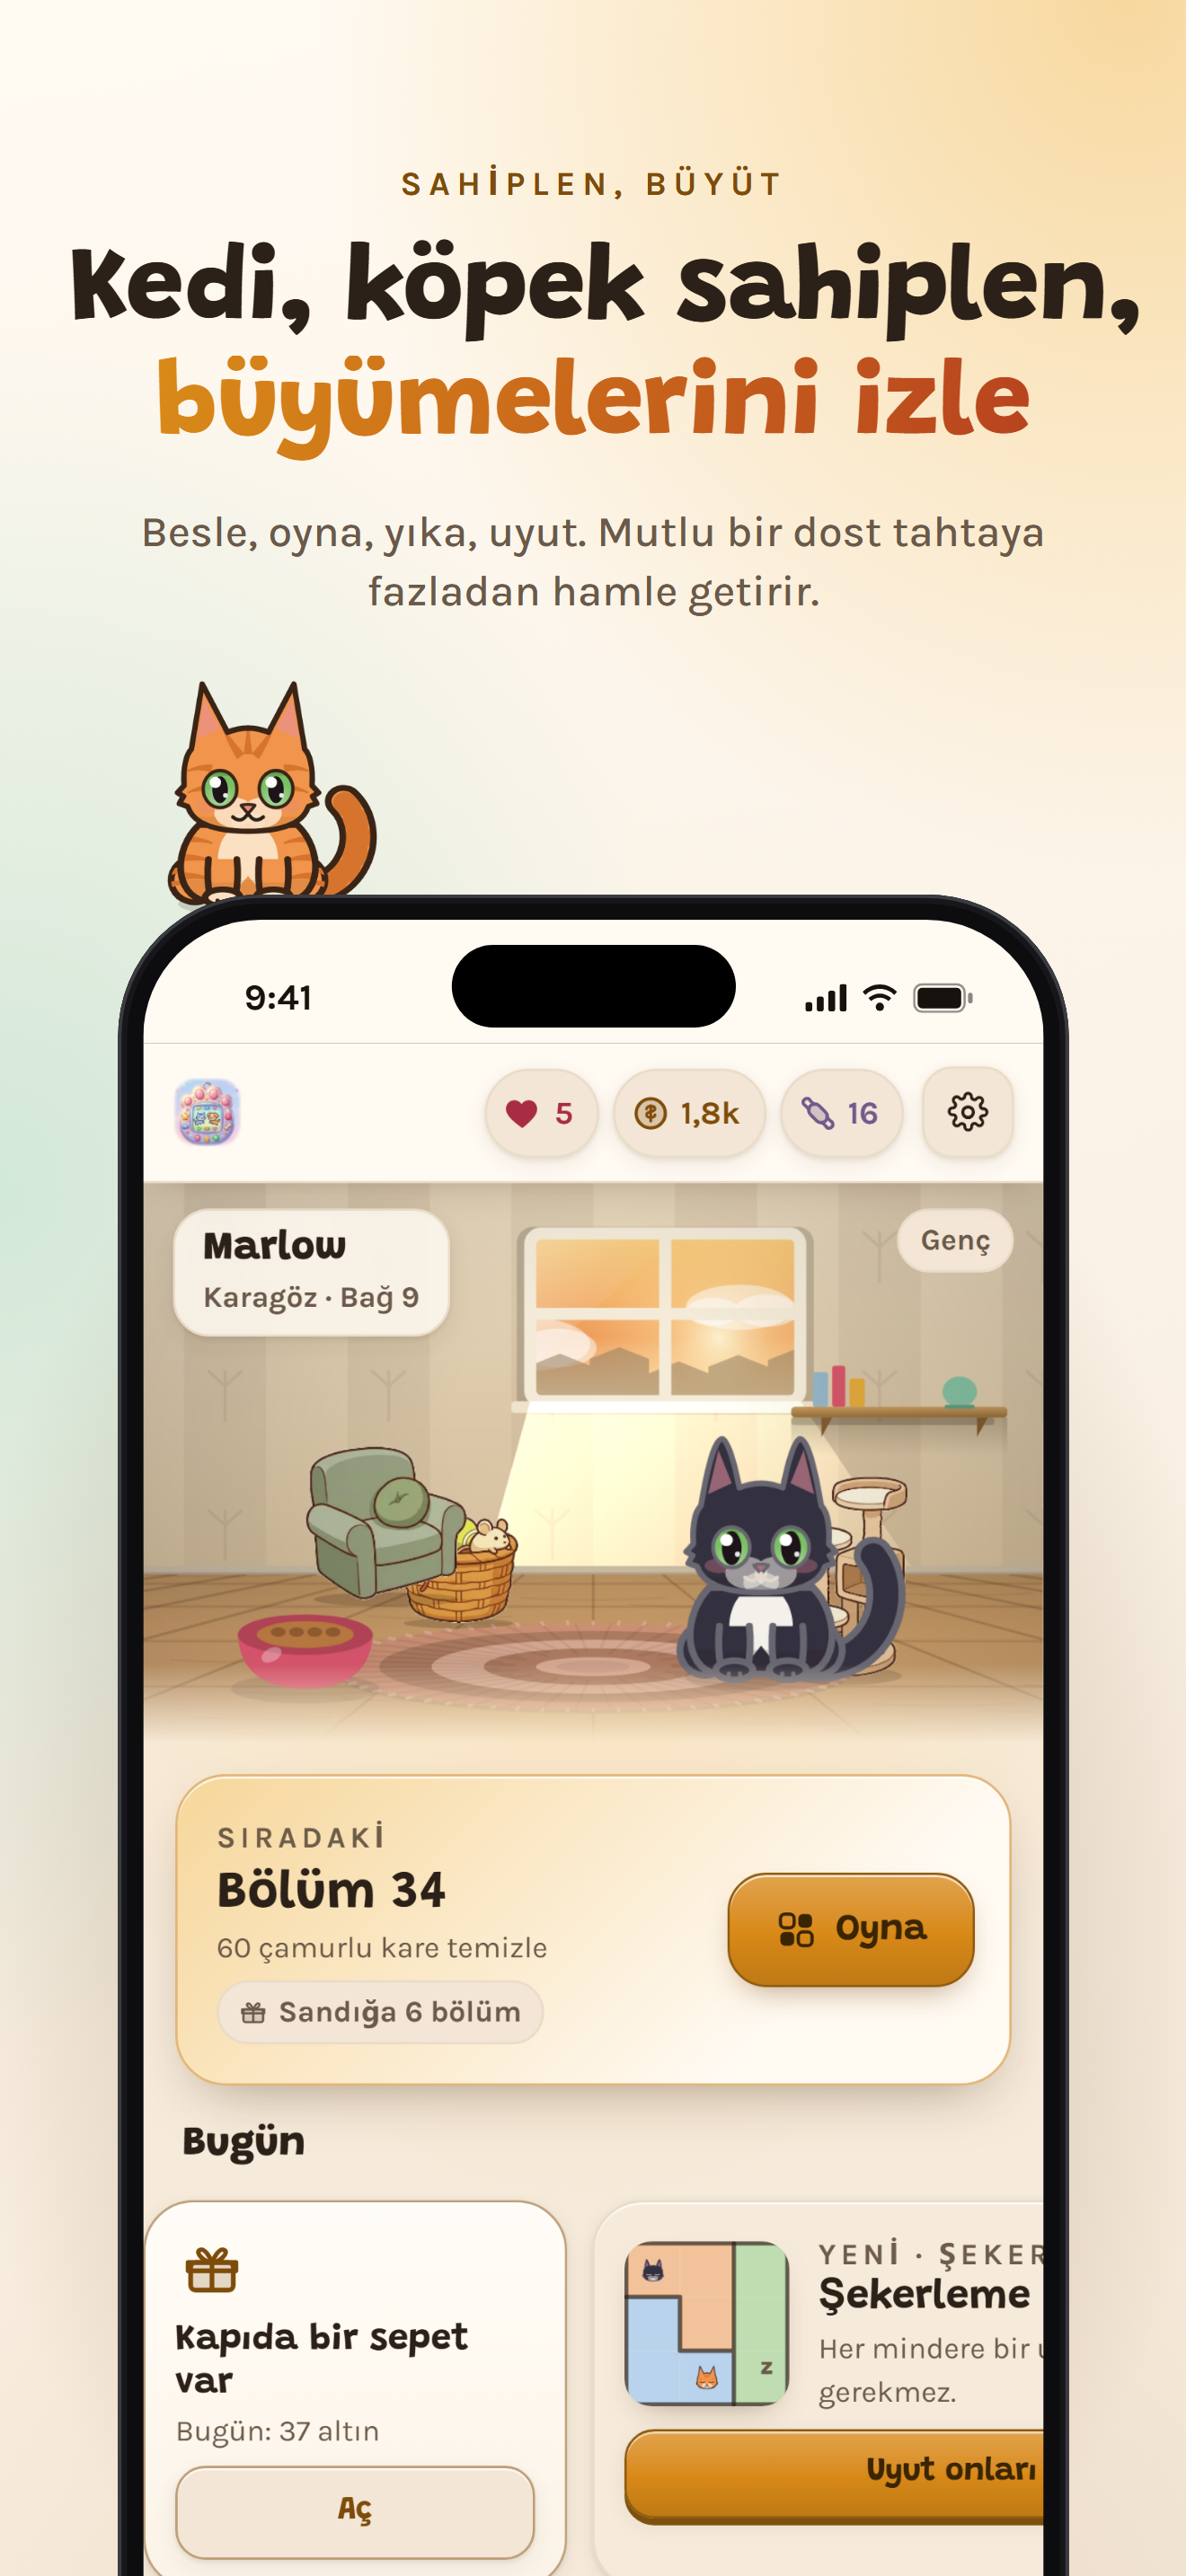 SAHİPLEN, BÜYÜT
Kedi, köpek sahiplen,
büyümelerini izle
Besle, oyna, yıka, uyut. Mutlu bir dost tahtaya
fazladan hamle getirir.
9:41
5
1,8k
16
Marlow
Karagöz · Bağ 9
Genç
SIRADAKİ
Bölüm 34
60 çamurlu kare temizle
Sandığa 6 bölüm
Oyna
Bugün
Kapıda bir sepet
var
Bugün: 37 altın
Aç
YENİ · ŞEKER
Şekerleme
Her mindere bir
gerekmez.
z
Uyut onları